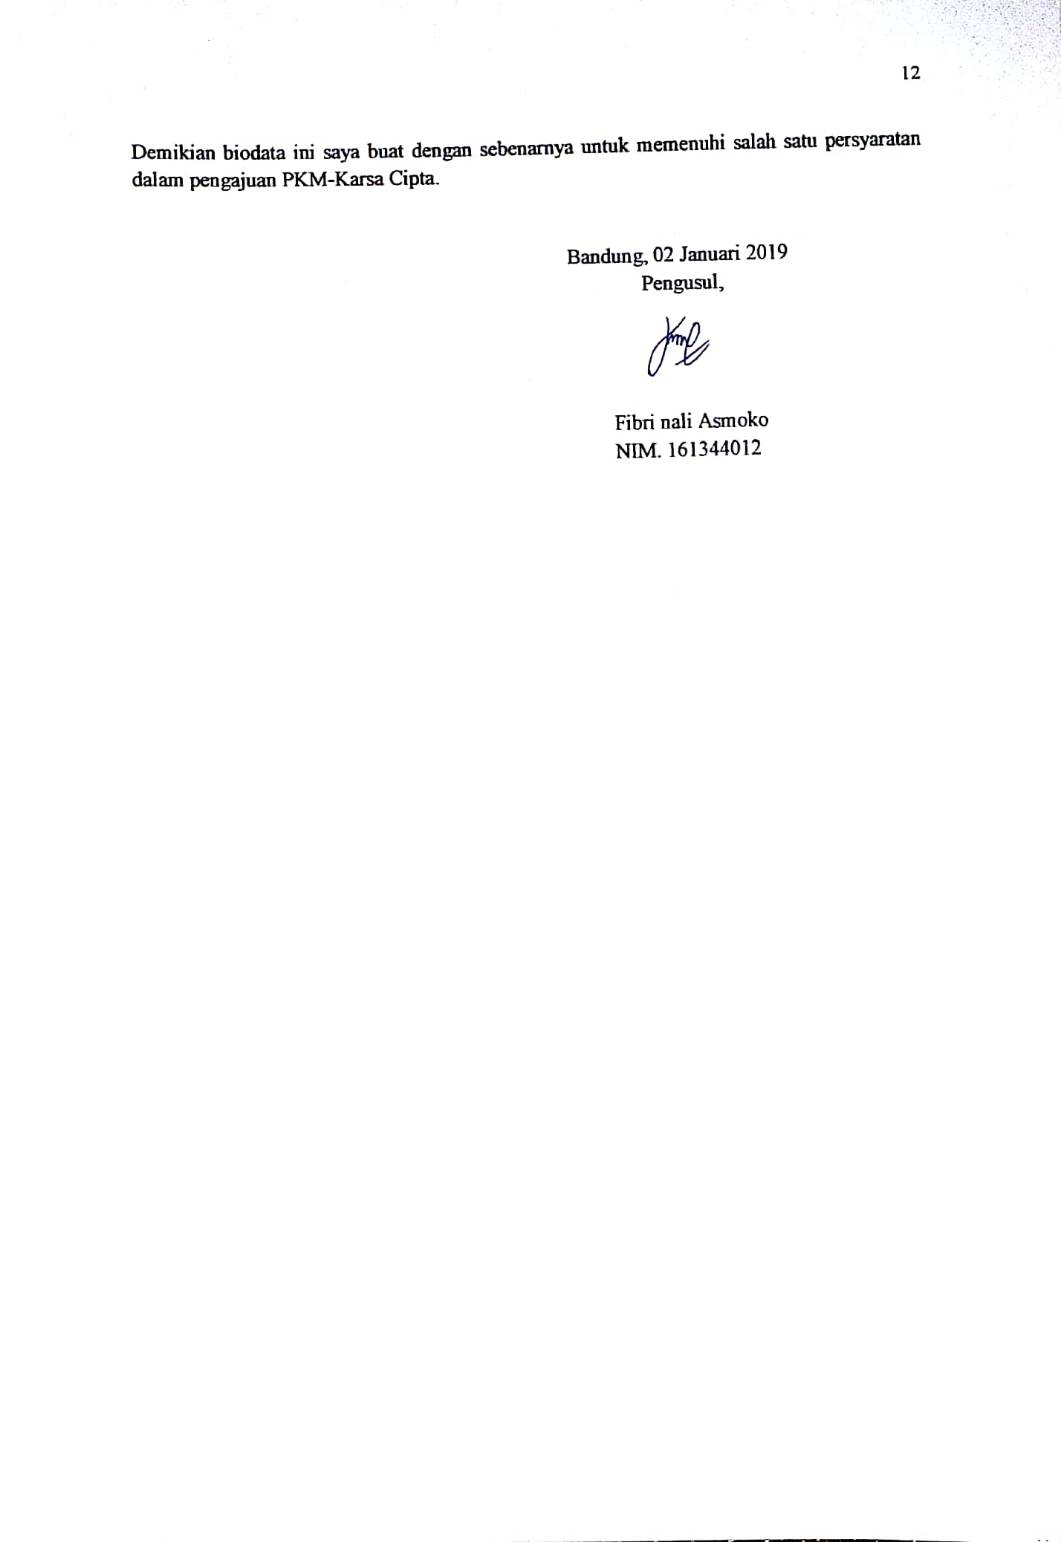 12
Demikian biodata ini saya buat dengan sebenarnya untuk memenuhi salah satu persyaratan
dalam pengajuan PKM-Karsa Cipta.
Bandung, 02 Januari 2019
Pengusul,
Fibri nali Asmoko
NIM. 161344012